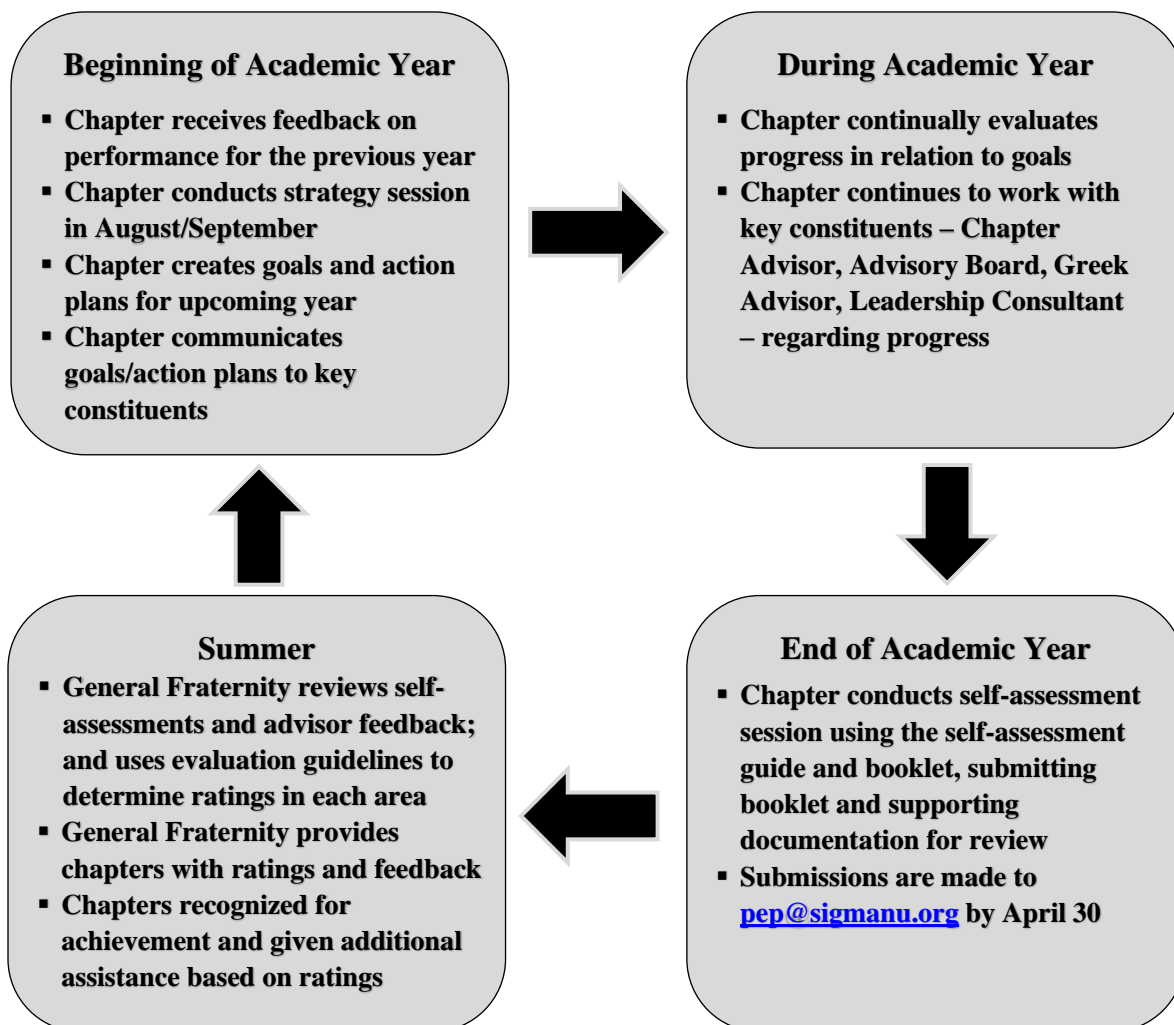 Beginning of Academic Year
▪ Chapter receives feedback on
performance for the previous year
▪ Chapter conducts strategy session
in August/September
▪ Chapter creates goals and action
plans for upcoming year
▪ Chapter communicates
goals/action plans to key
constituents
During Academic Year
▪ Chapter continually evaluates
progress in relation to goals
▪ Chapter continues to work with
key constituents – Chapter
Advisor, Advisory Board, Greek
Advisor, Leadership Consultant
– regarding progress
Summer
▪ General Fraternity reviews self-
assessments and advisor feedback;
and uses evaluation guidelines to
determine ratings in each area
▪ General Fraternity provides
chapters with ratings and feedback
▪ Chapters recognized for
achievement and given additional
assistance based on ratings
End of Academic Year
▪ Chapter conducts self-assessment
session using the self-assessment
guide and booklet, submitting
booklet and supporting
documentation for review
▪ Submissions are made to
pep@sigmanu.org by April 30